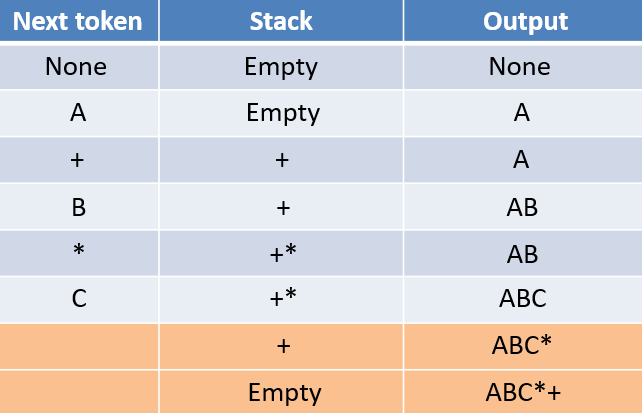 Next token Stack Output
None Empty None
A Empty A
+ + A
B + AB
* +* AB
C +* ABC
+ ABC*
Empty ABC*+